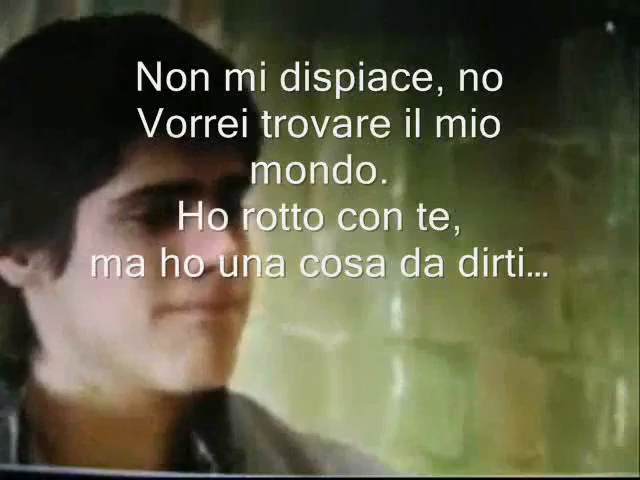 Non mi dispiace, no
Vorrei trovare il mio
mondo.
Ho rotto con te,
ma ho una cosa da dirti...